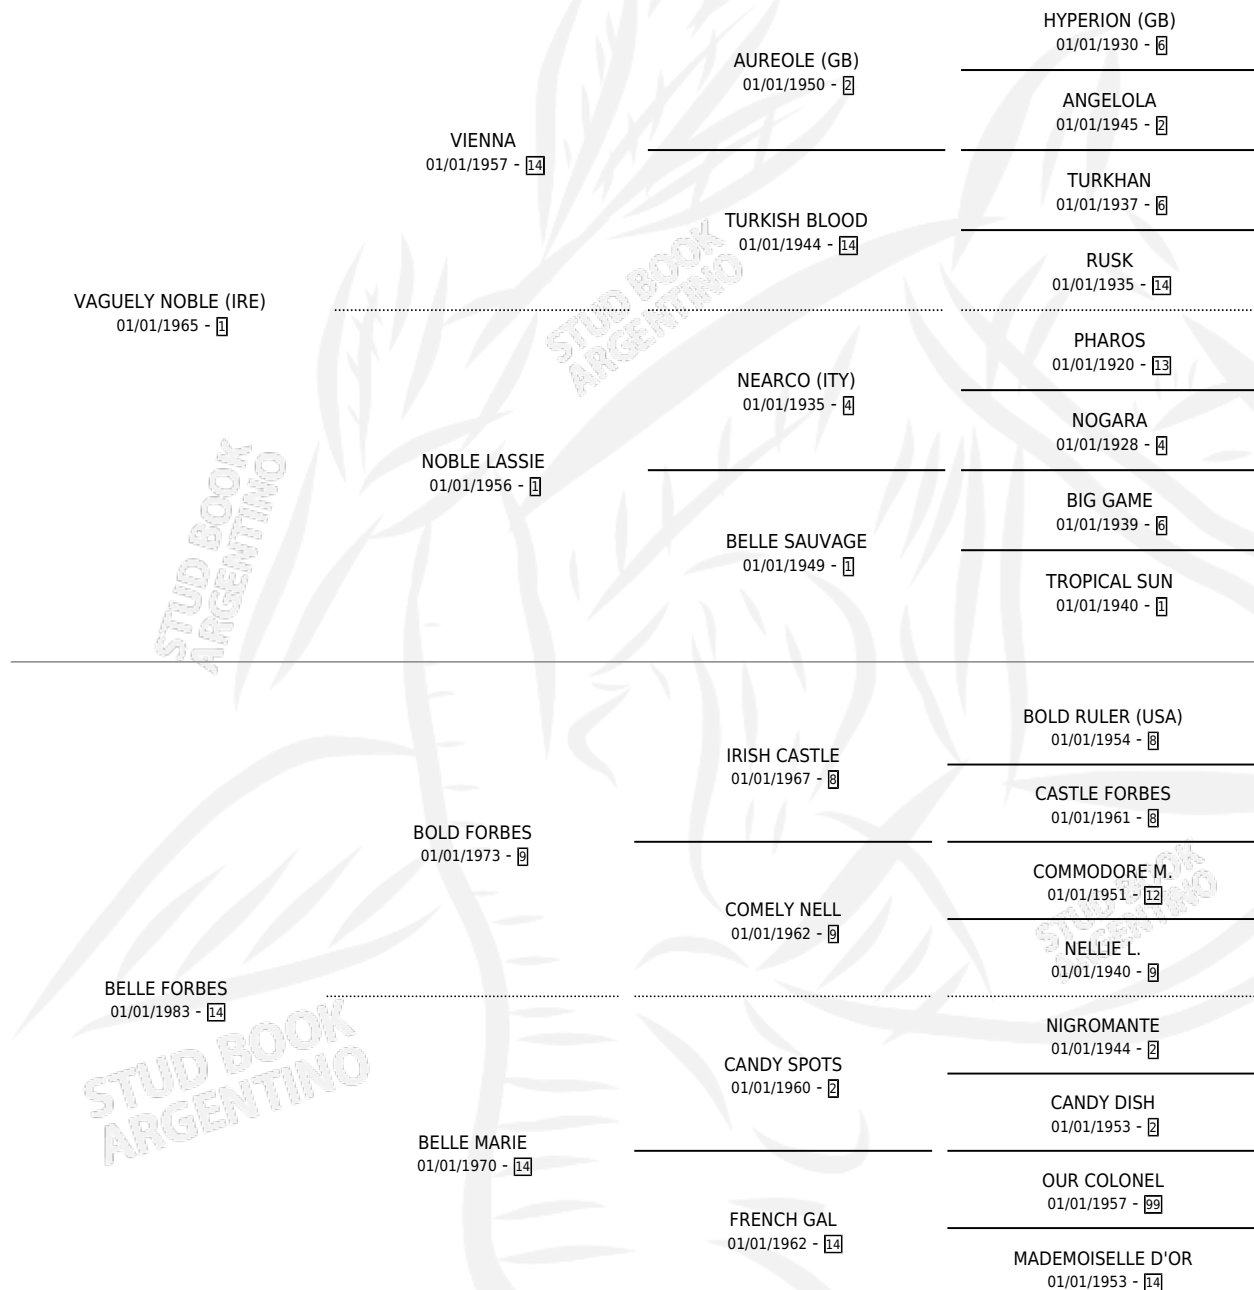 HYPERION (GB)
01/01/1930 - 6
AUREOLE (GB)
01/01/1950 - 2
ANGELOLA
01/01/1945 - 2
VIENNA
01/01/1957 - 14
TURKHAN
01/01/1937 - 6
TURKISH BLOOD
01/01/1944 - 14
RUSK
01/01/1935 - 14
VAGUELY NOBLE (IRE)
01/01/1965 - 1
STUD BOOK
ARGENTINO
PHAROS
01/01/1920 - 13
NEARCO (ITY)
01/01/1935 - 4
NOGARA
01/01/1928 - 4
NOBLE LASSIE
01/01/1956 - 1
BIG GAME
01/01/1939 - 6
BELLE SAUVAGE
01/01/1949 - 1
TROPICAL SUN
01/01/1940 - 1
STUD BOOK
ARGENTINO
BOLD RULER (USA)
01/01/1954 - 8
IRISH CASTLE
01/01/1967 - 8
CASTLE FORBES
01/01/1961 - 8
BOLD FORBES
01/01/1973 - 9
COMMODORE M.
01/01/1951 - 12
COMELY NELL
01/01/1962 - 9
NELLIE L.
01/01/1940 - 9
STUD BOOK
ARGENTINO
BELLE FORBES
01/01/1983 - 14
STUD BOOK
ARGENTINO
NIGROMANTE
01/01/1944 - 2
CANDY SPOTS
01/01/1960 - 2
CANDY DISH
01/01/1953 - 2
BELLE MARIE
01/01/1970 - 14
OUR COLONEL
01/01/1957 - 99
FRENCH GAL
01/01/1962 - 14
MADEMOISELLE D'OR
01/01/1953 - 14